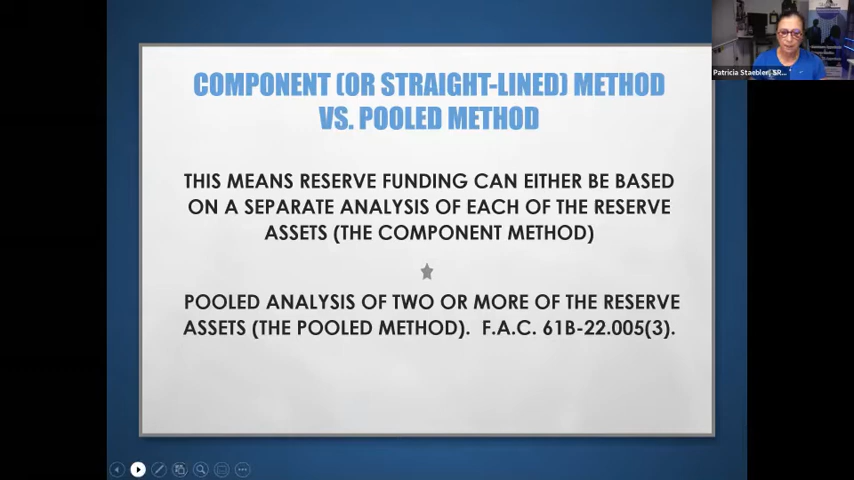 COMPONENT (OR STRAIGHT-LINED) METHOD
VS. POOLED METHOD
THIS MEANS RESERVE FUNDING CAN EITHER BE BASED
ON A SEPARATE ANALYSIS OF EACH OF THE RESERVE
ASSETS (THE COMPONENT METHOD)
POOLED ANALYSIS OF TWO OR MORE OF THE RESERVE
ASSETS (THE POOLED METHOD). F.A.C. 61B-22.005(3).
Patricia Staebler, SR...